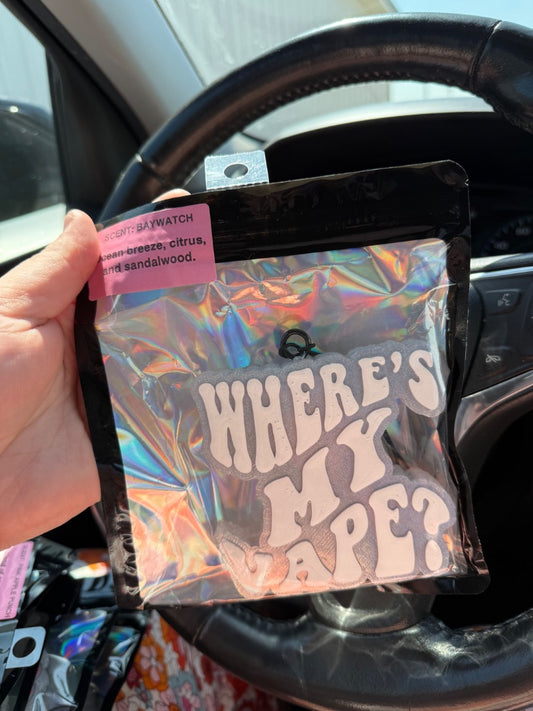 SCENT: BAYWATCH
ocean breeze, citrus,
and sandalwood.
WHERE'S
MY
VAPE?